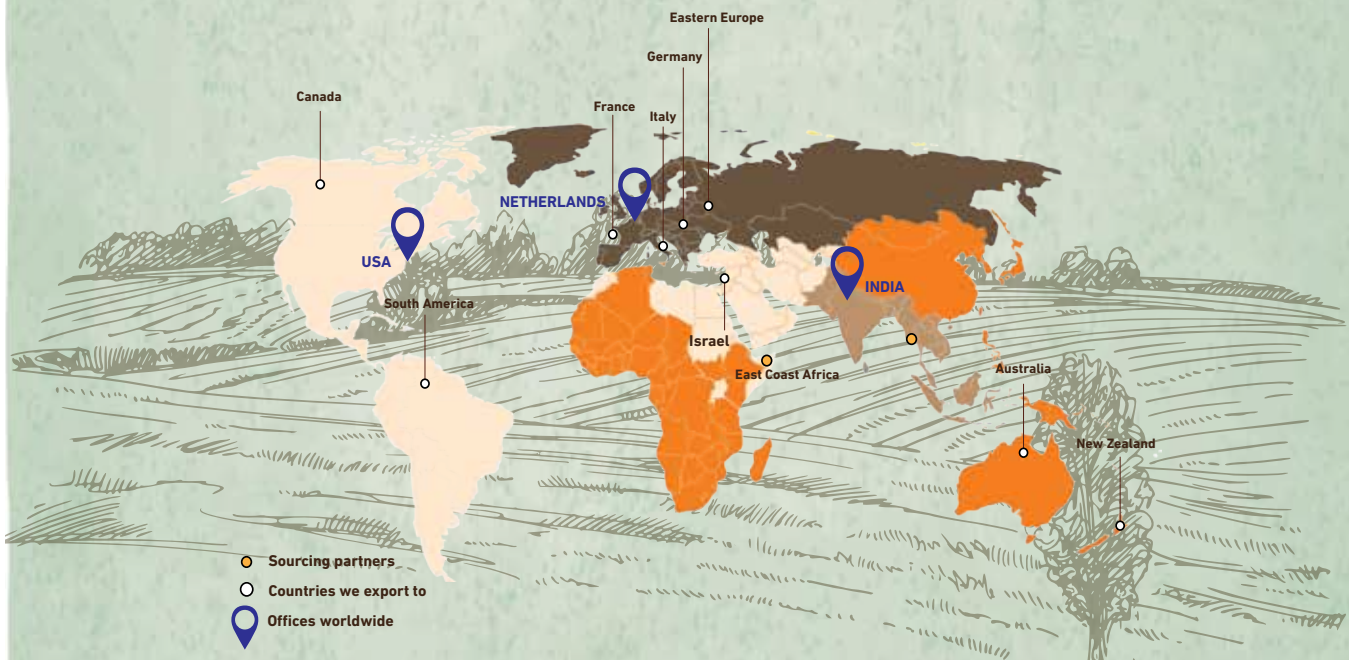 Eastern Europe
Germany
Canada
France
Italy
NETHERLANDS
USA
INDIA
South America
Israel
East Coast Africa
Australia
New Zealand
Sourcing partners
Countries we export to
Offices worldwide